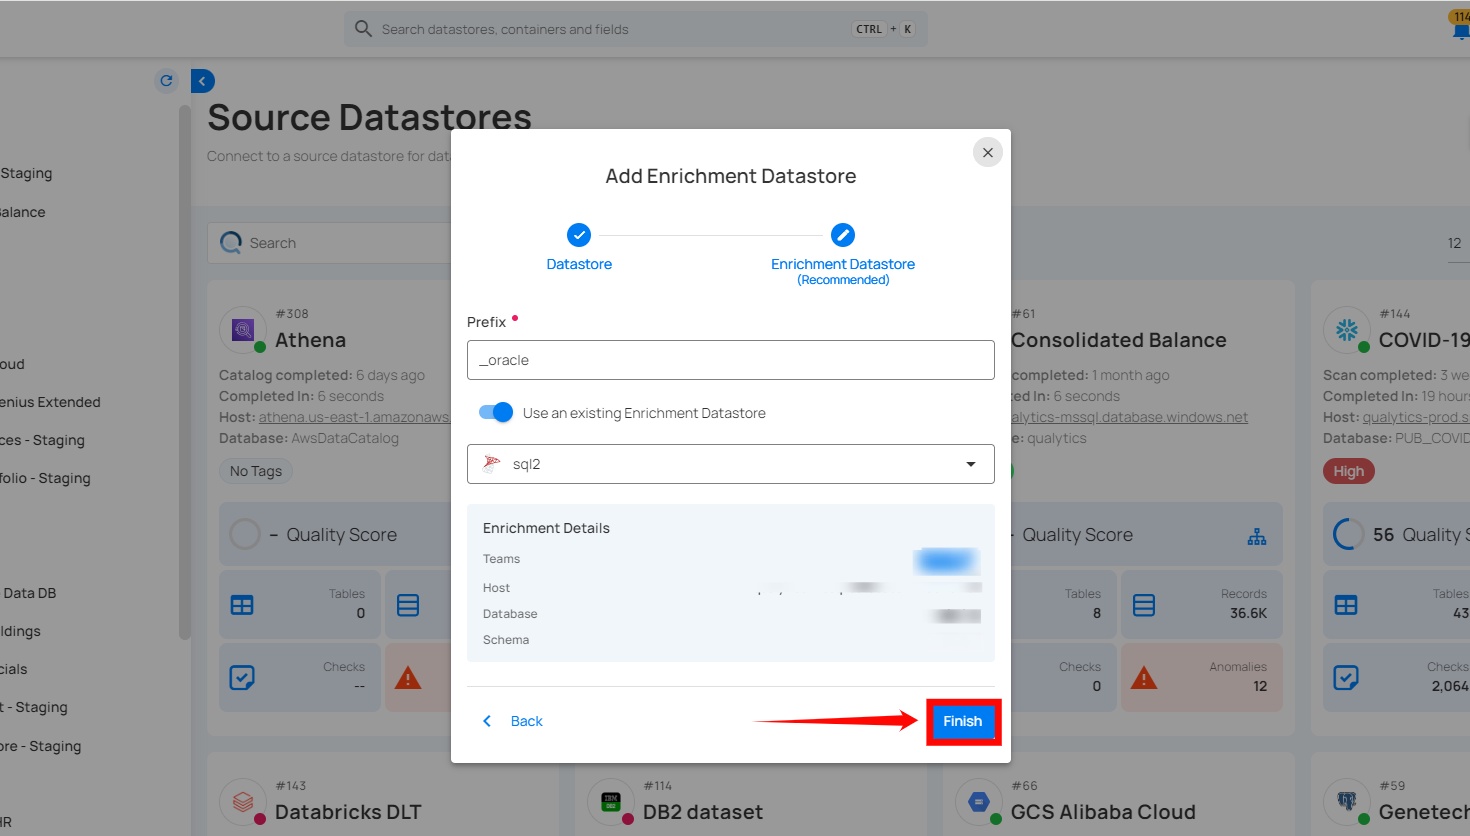 Search datastores, containers and fields
CTRL + K
114
Source Datastores
Connect to a source datastore for
Staging
Balance
Search
12
Add Enrichment Datastore
Datastore
Enrichment Datastore
(Recommended)
Prefix
_oracle
Use an existing Enrichment Datastore
sql2
Enrichment Details
Teams
Host
Database
Schema
Back
Finish
oud
enius Extended
ces - Staging
folio - Staging
Data DB
ldings
cials
t - Staging
ore - Staging
HR
#308
Athena
Catalog completed: 6 days ago
Completed In: 6 seconds
Host: athena.us-east-1.amazonaws.
Database: AwsDataCatalog
No Tags
– Quality Score
Tables
0
Checks
--
#61
Consolidated Balance
completed: 1 month ago
ed In: 6 seconds
alytics-mssql.database.windows.net
e: qualytics
Quality Score
Tables
8
Records
36.6K
Checks
0
Anomalies
12
#144
COVID-19
Scan completed: 3 we
Completed In: 19 hours
Host: qualytics-prod.s
Database: PUB_COVID
High
56 Quality S
Tables
43
Checks
2,064
#143
Databricks DLT
#114
DB2 dataset
#66
GCS Alibaba Cloud
#59
Genetech